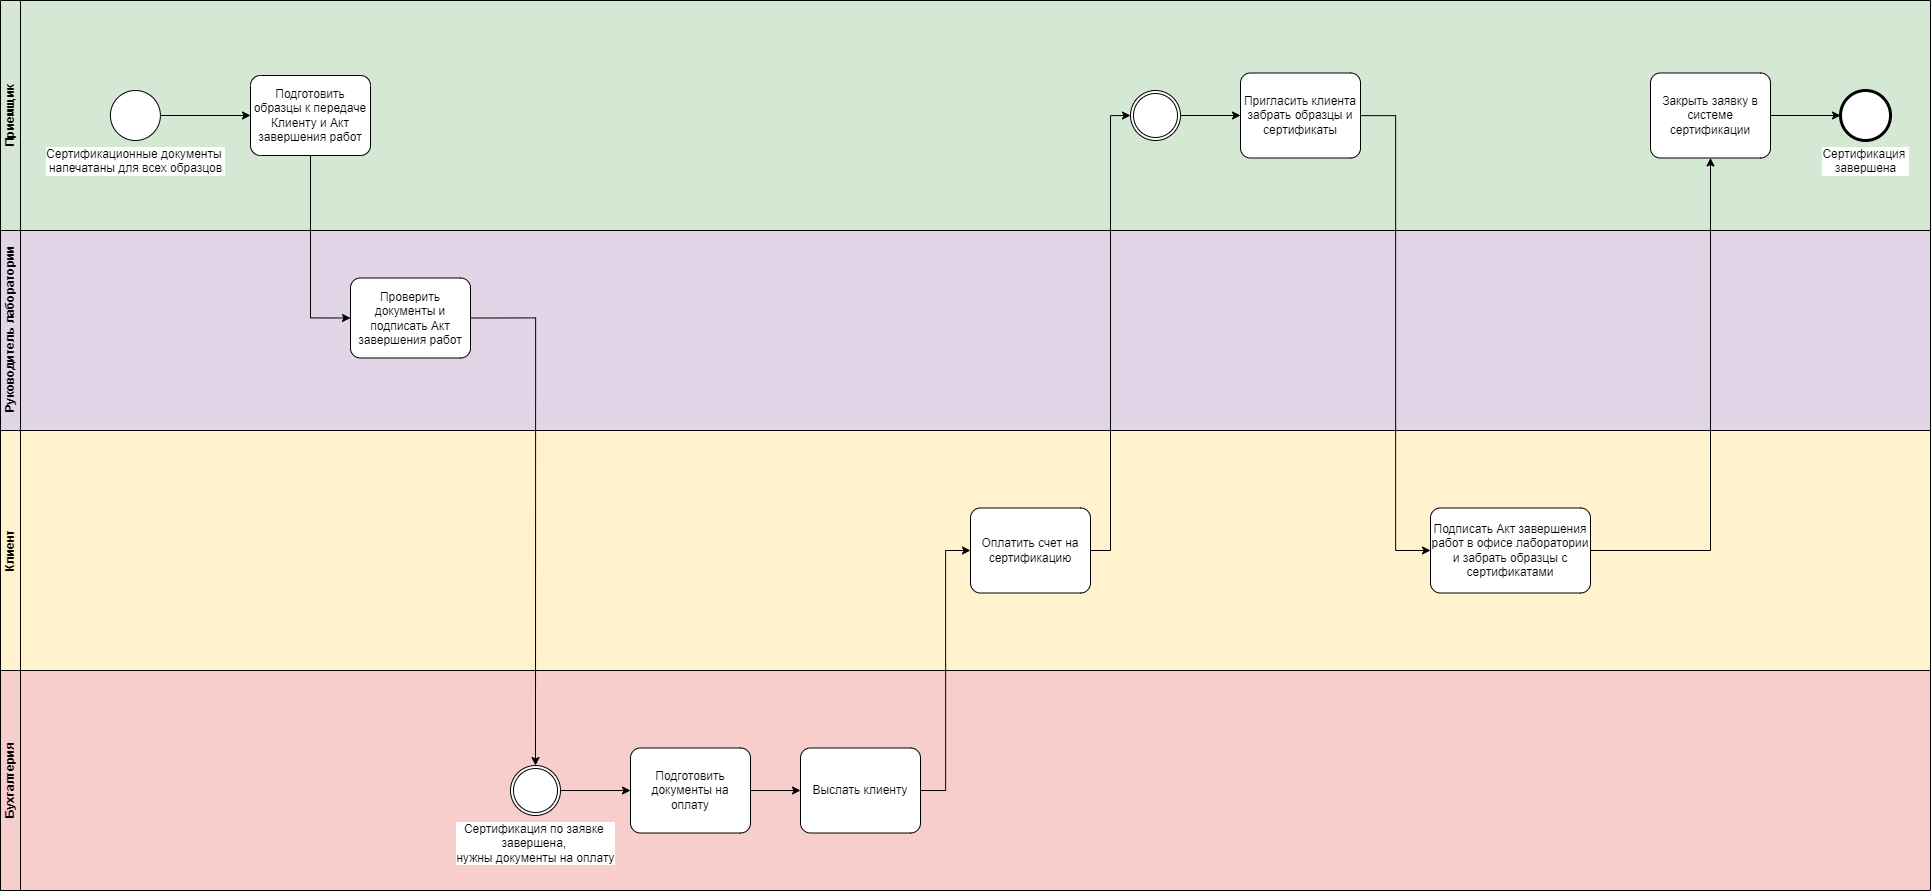 Приемщик
Сертификационные документы
напечатаны для всех образцов
Подготовить
образцы к передаче
Клиенту и Акт
завершения работ
Пригласить клиента
забрать образцы и
сертификаты
Закрыть заявку в
системе
сертификации
Сертификация
завершена
Руководитель лаборатории
Проверить
документы и
подписать Акт
завершения работ
Клиент
Оплатить счет на
сертификацию
Подписать Акт завершения
работ в офисе лаборатории
и забрать образцы с
сертификатами
Бухгалтерия
Сертификация по заявке
завершена,
нужны документы на оплату
Подготовить
документы на
оплату
Выслать клиенту